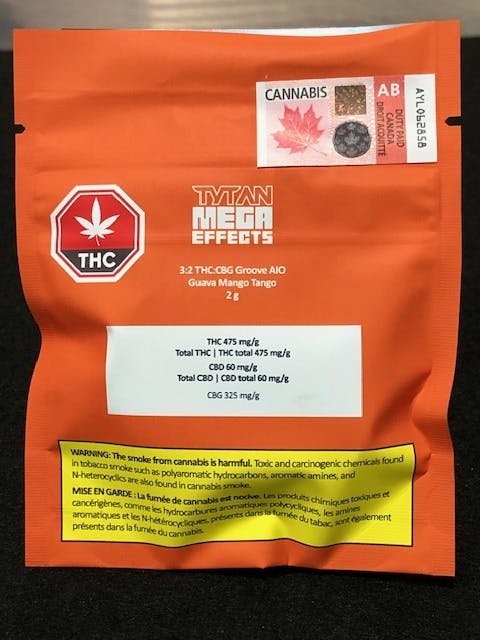 CANNABIS
AB
DUTY PAID
CANADA
DROIT ACQUITTÉ
AYL062858
THC
TYTAN
MEGA
EFFECTS
3:2 THC:CBG Groove AIO
Guava Mango Tango
2 g
THC 475 mg/g
Total THC | THC total 475 mg/g
CBD 60 mg/g
Total CBD | CBD total 60 mg/g
CBG 325 mg/g
WARNING: The smoke from cannabis is harmful. Toxic and carcinogenic chemicals found
in tobacco smoke such as polyaromatic hydrocarbons, aromatic amines, and
N-heterocyclics are also found in cannabis smoke.
MISE EN GARDE : La fumée de cannabis est nocive. Les produits chimiques toxiques et
cancérigènes, comme les hydrocarbures aromatiques polycycliques, les amines
aromatiques et les N-hétérocycliques, présents dans la fumée du tabac, sont également
présents dans la fumée du cannabis.